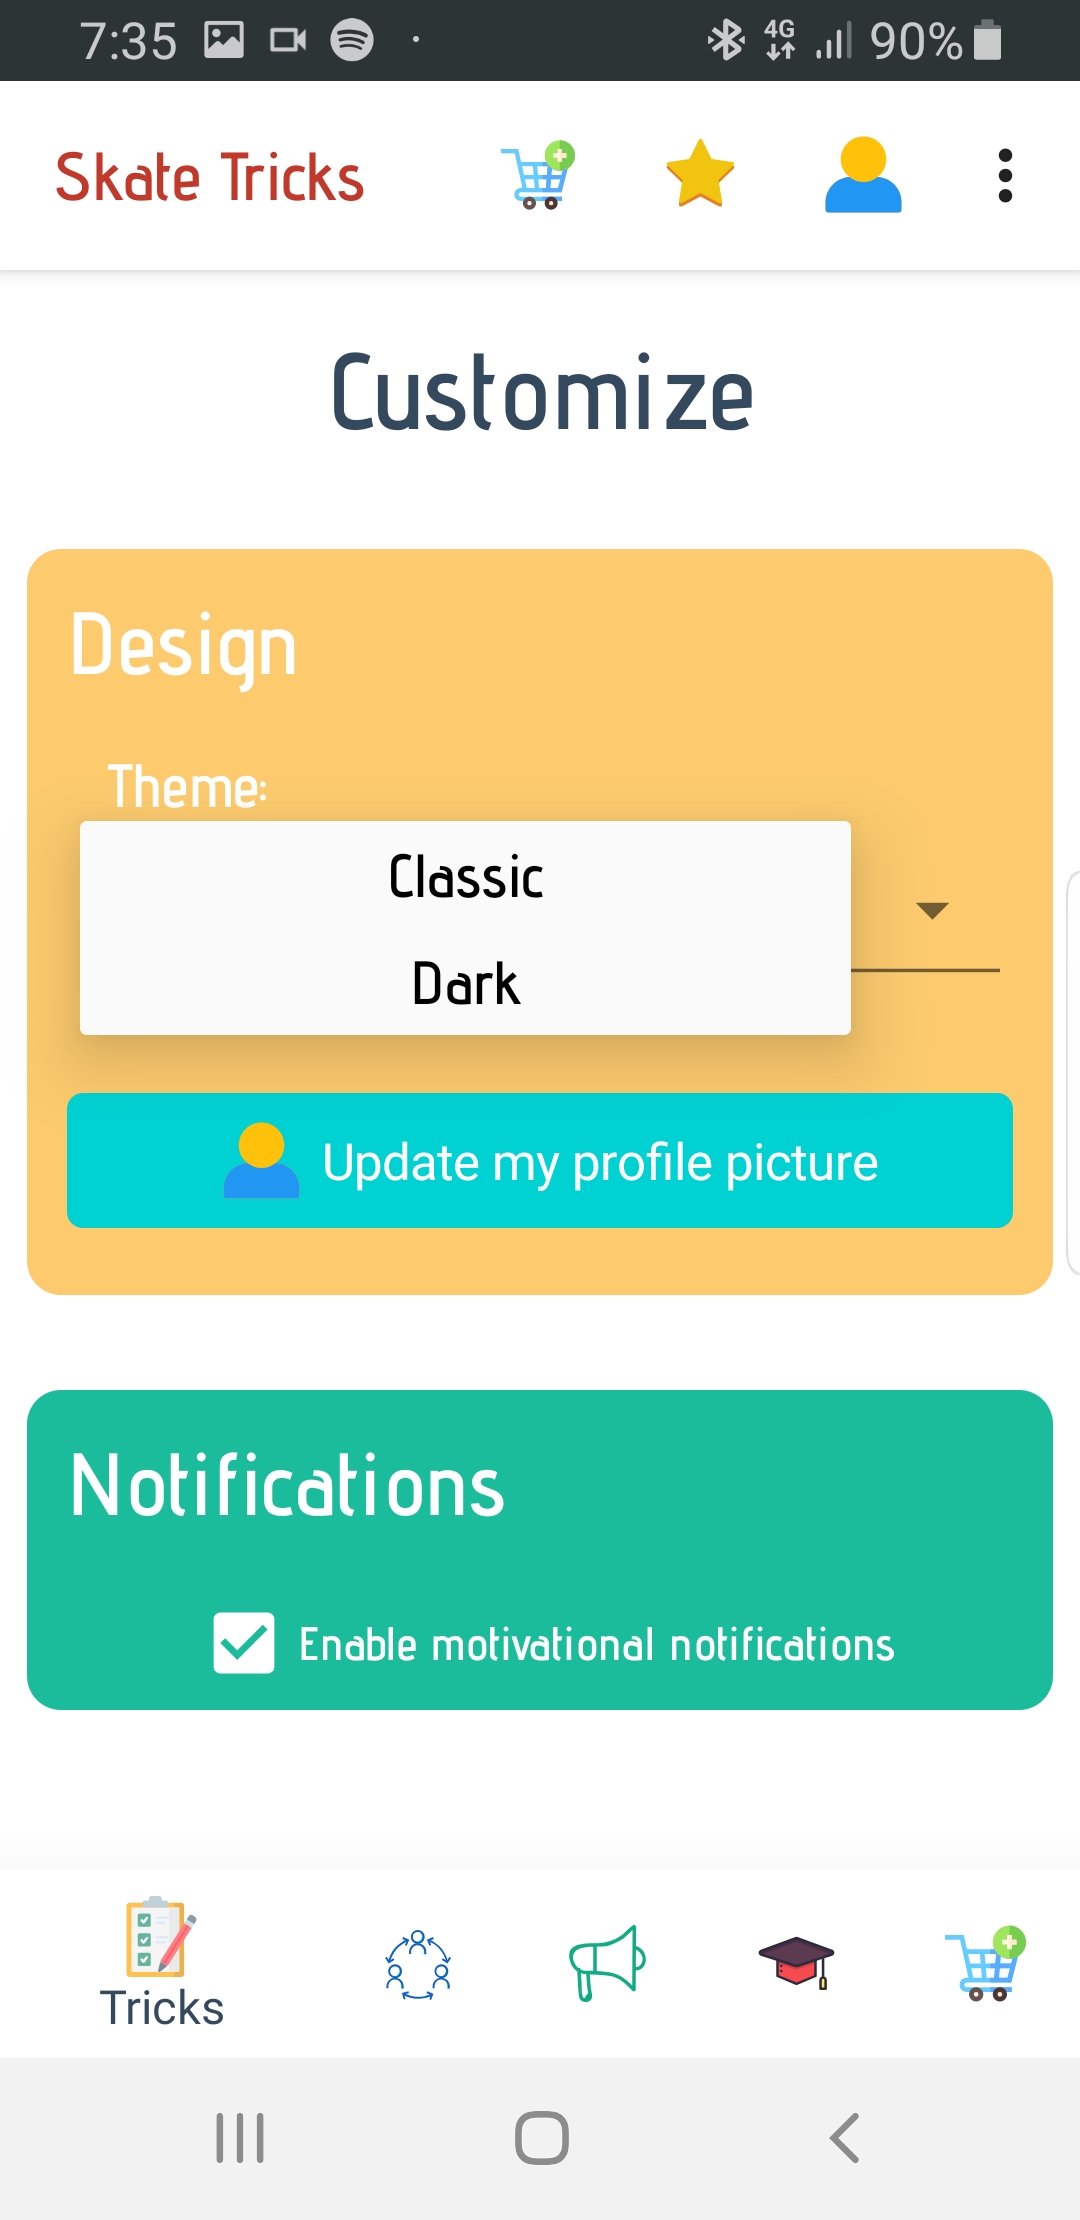 7:35
4G
90%
Skate Tricks
Customize
Design
Theme:
Classic
Dark
Update my profile picture
Notifications
Enable motivational notifications
Tricks